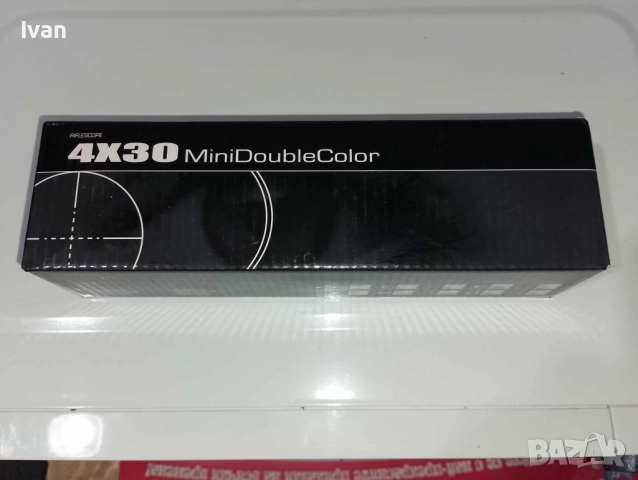 Ivan
RIFLESCOPE
4X30 MiniDoubleColor
BAZAR